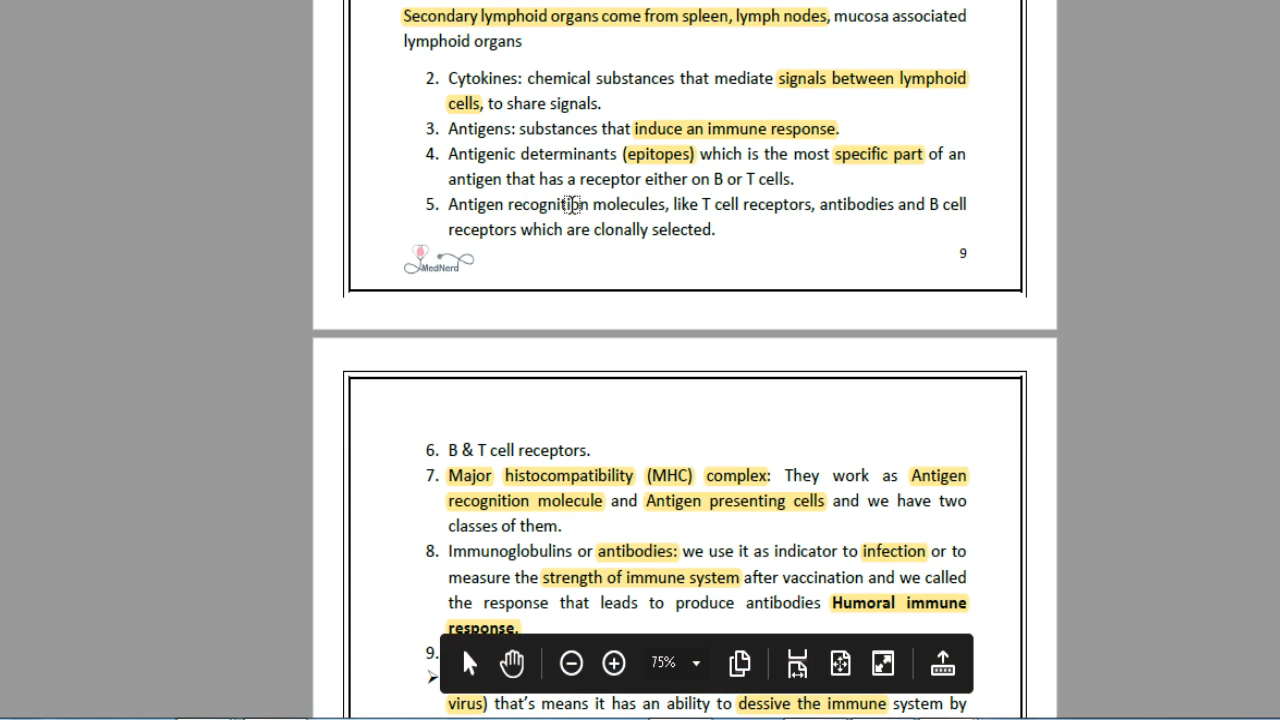 Secondary lymphoid organs come from spleen, lymph nodes, mucosa associated
lymphoid organs
2. Cytokines: chemical substances that mediate signals between lymphoid
cells, to share signals.
3. Antigens: substances that induce an immune response.
4. Antigenic determinants (epitopes) which is the most specific part of an
antigen that has a receptor either on B or T cells.
5. Antigen recognition molecules, like T cell receptors, antibodies and B cell
receptors which are clonally selected.
MedNerd
9
6. B & T cell receptors.
7. Major histocompatibility (MHC) complex: They work as Antigen
recognition molecule and Antigen presenting cells and we have two
classes of them.
8. Immunoglobulins or antibodies: we use it as indicator to infection or to
measure the strength of immune system after vaccination and we called
the response that leads to produce antibodies Humoral immune
response.
9.
75%
virus) that's means it has an ability to dessive the immune system by